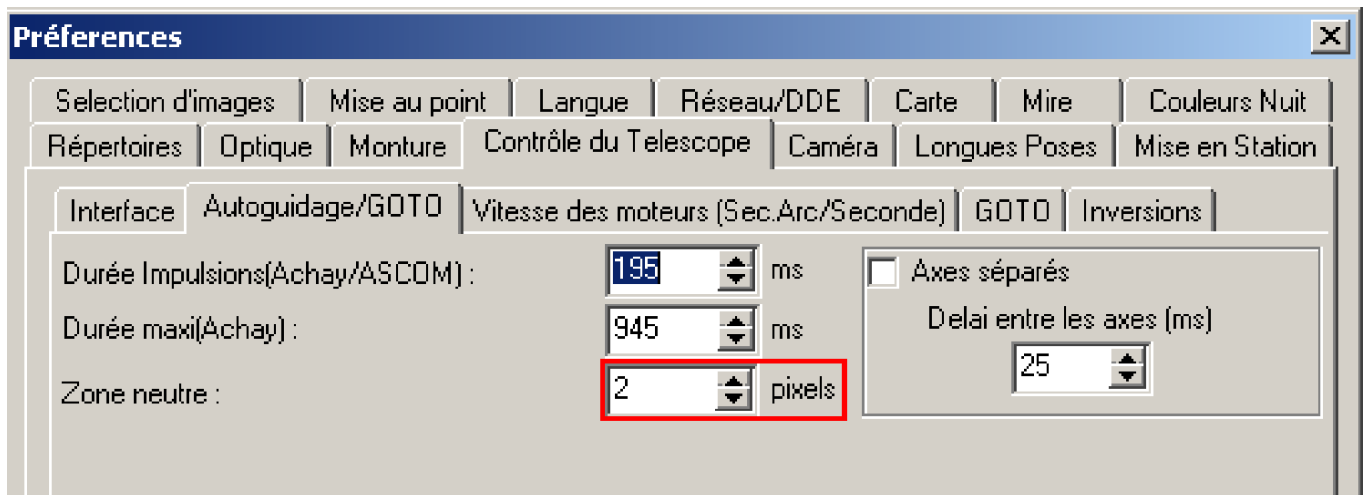 Préferences
Selection d'images Mise au point Langue Réseau/DDE Carte Mire Couleurs Nuit
Répertoires Optique Monture Contrôle du Telescope Caméra Longues Poses Mise en Station
Interface Autoguidage/GOTO Vitesse des moteurs (Sec.Arc/Seconde) GOTO Inversions
Durée Impulsions(Achay/ASCOM) : 195 ms
Durée maxi(Achay) : 945 ms
Zone neutre : 2 pixels
Axes séparés
Delai entre les axes (ms)
25